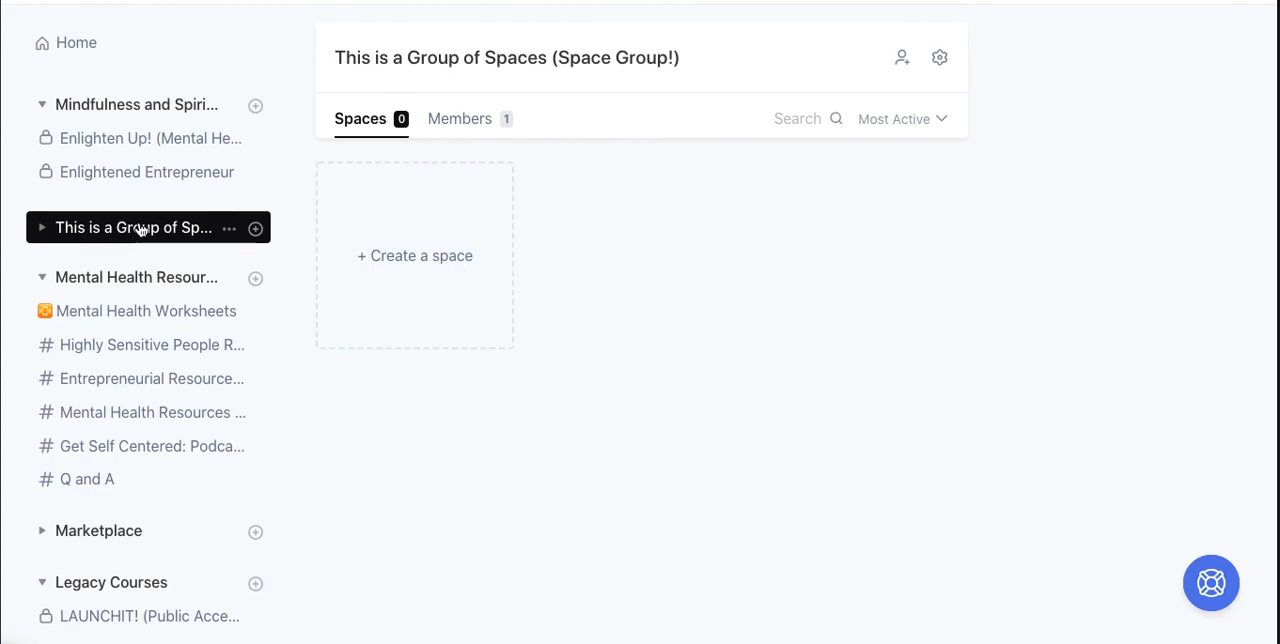 Home
Mindfulness and Spiri...
Enlighten Up! (Mental He...
Enlightened Entrepreneur
This is a Group of Sp...
Mental Health Resour...
Mental Health Worksheets
# Highly Sensitive People R...
# Entrepreneurial Resource...
# Mental Health Resources ...
# Get Self Centered: Podca...
# Q and A
Marketplace
Legacy Courses
LAUNCHIT! (Public Acce...
This is a Group of Spaces (Space Group!)
Spaces 0 Members 1 Search Most Active
+ Create a space